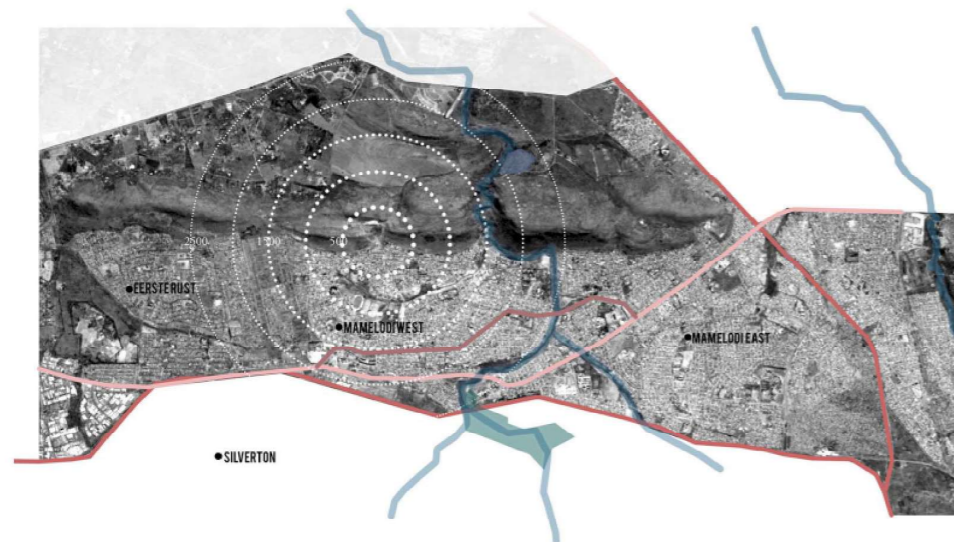 2500 1500 500
EERSTERUST
MAMELODI WEST
MAMELODI EAST
SILVERTON